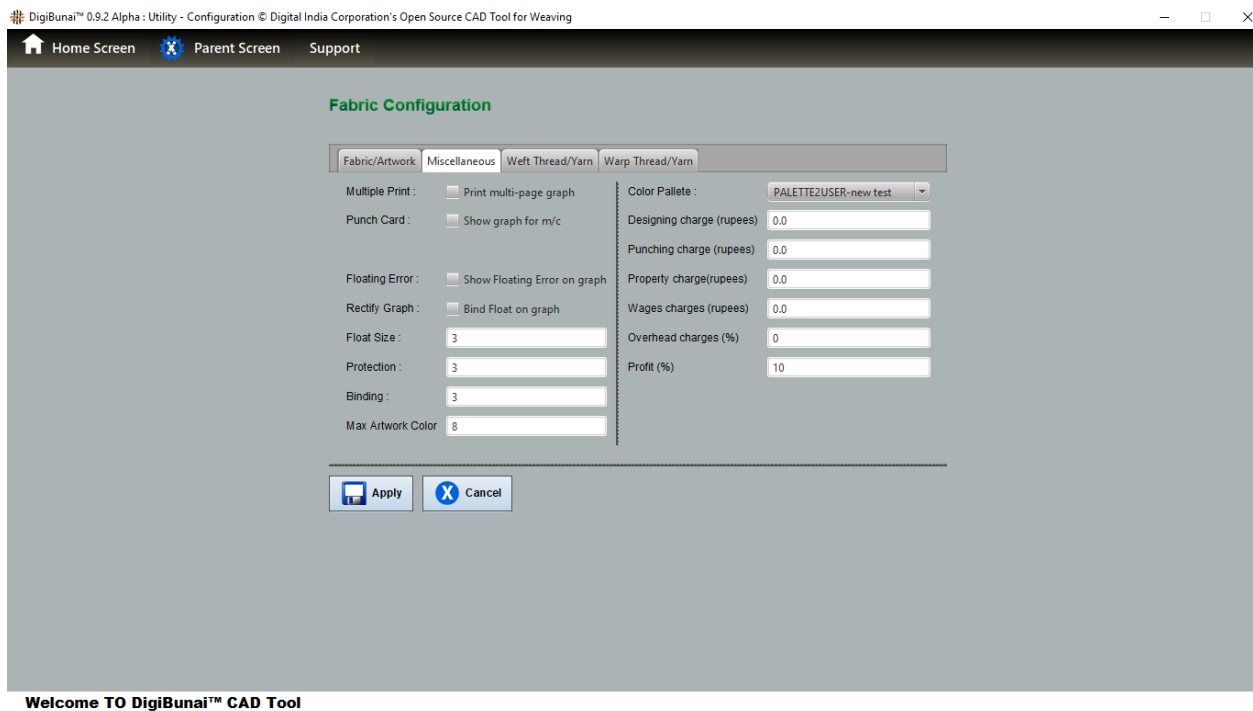 DigiBunai™ 0.9.2 Alpha : Utility - Configuration © Digital India Corporation's Open Source CAD Tool for Weaving
Home Screen Parent Screen Support
Fabric Configuration
Fabric/Artwork Miscellaneous Weft Thread/Yarn Warp Thread/Yarn
Multiple Print : Print multi-page graph
Punch Card : Show graph for m/c
Floating Error : Show Floating Error on graph
Rectify Graph : Bind Float on graph
Float Size : 3
Protection : 3
Binding : 3
Max Artwork Color 8
Color Pallete : PALETTE2USER-new test
Designing charge (rupees) 0.0
Punching charge (rupees) 0.0
Property charge(rupees) 0.0
Wages charges (rupees) 0.0
Overhead charges (%) 0
Profit (%) 10
Apply X Cancel
Welcome TO DigiBunai™ CAD Tool